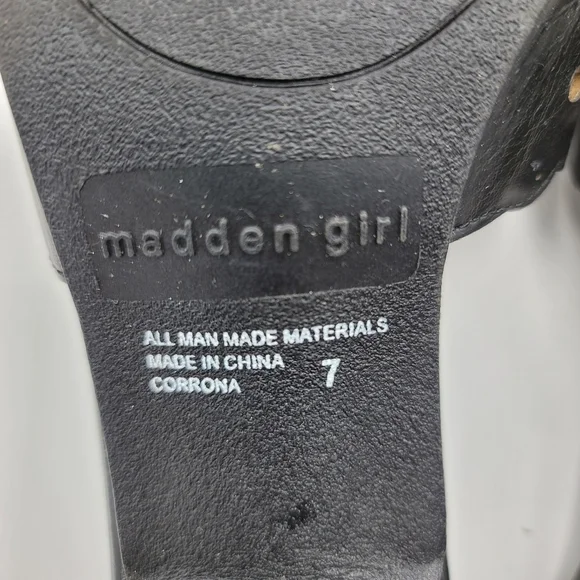 madden girl
ALL MAN MADE MATERIALS
MADE IN CHINA
CORRONA 7